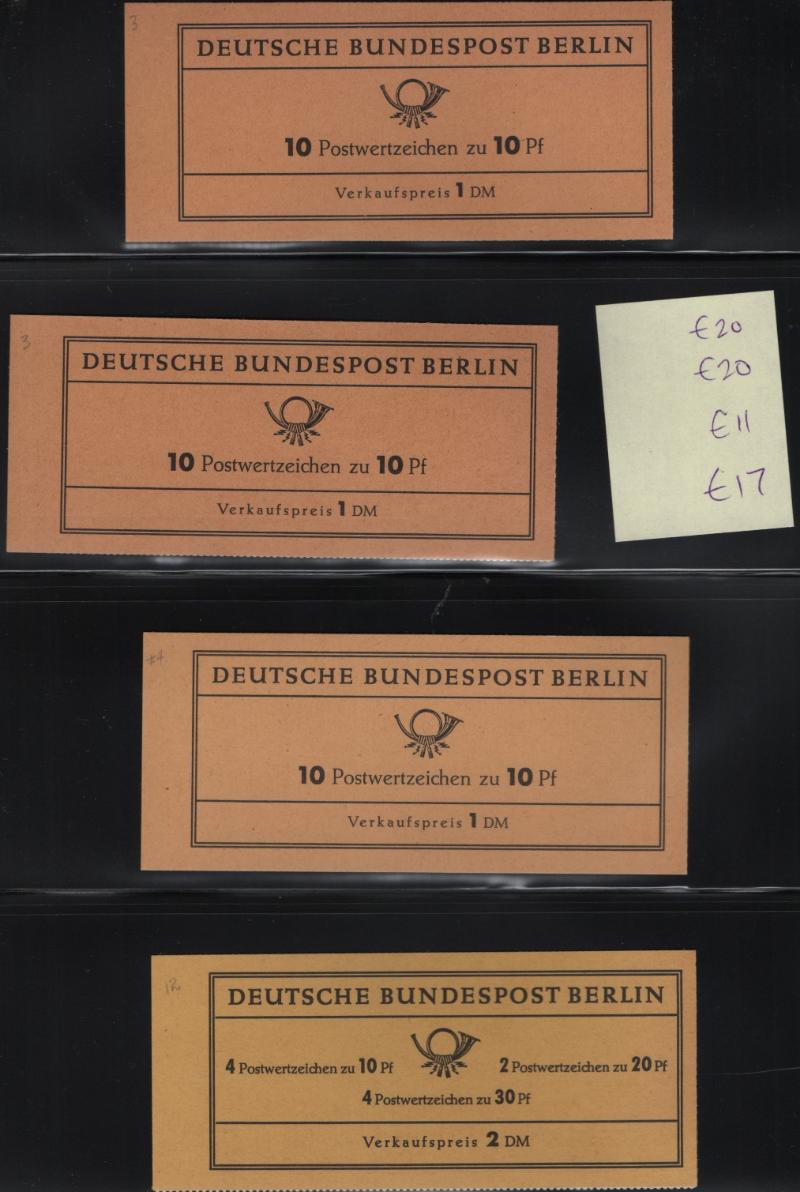 3
DEUTSCHE BUNDESPOST BERLIN
10 Postwertzeichen zu 10 Pf
Verkaufspreis 1 DM
3
DEUTSCHE BUNDESPOST BERLIN
10 Postwertzeichen zu 10 Pf
Verkaufspreis 1 DM
€20
€20
€11
€17
DEUTSCHE BUNDESPOST BERLIN
10 Postwertzeichen zu 10 Pf
Verkaufspreis 1 DM
12
DEUTSCHE BUNDESPOST BERLIN
4 Postwertzeichen zu 10 Pf 2 Postwertzeichen zu 20 Pf
4 Postwertzeichen zu 30 Pf
Verkaufspreis 2 DM